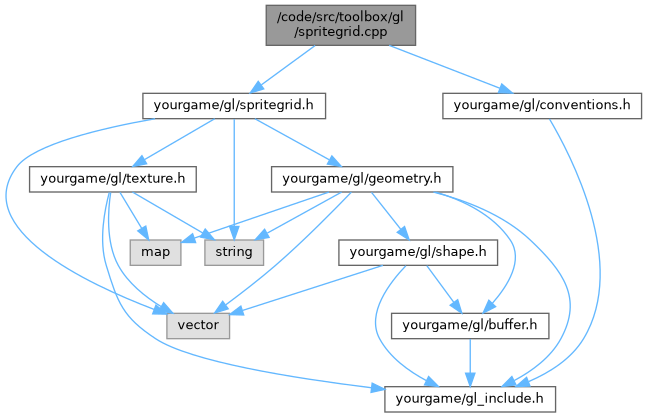 /code/src/toolbox/gl
/spritegrid.cpp
yourgame/gl/spritegrid.h
yourgame/gl/conventions.h
yourgame/gl/texture.h
yourgame/gl/geometry.h
map
string
yourgame/gl/shape.h
vector
yourgame/gl/buffer.h
yourgame/gl_include.h